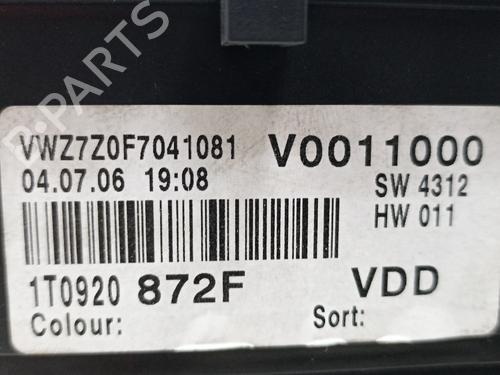 VWZ7Z0F7041081 V0011000
04.07.06 19:08 SW 4312
HW 011
1T0920 872F VDD
Colour: Sort:
B-PARTS